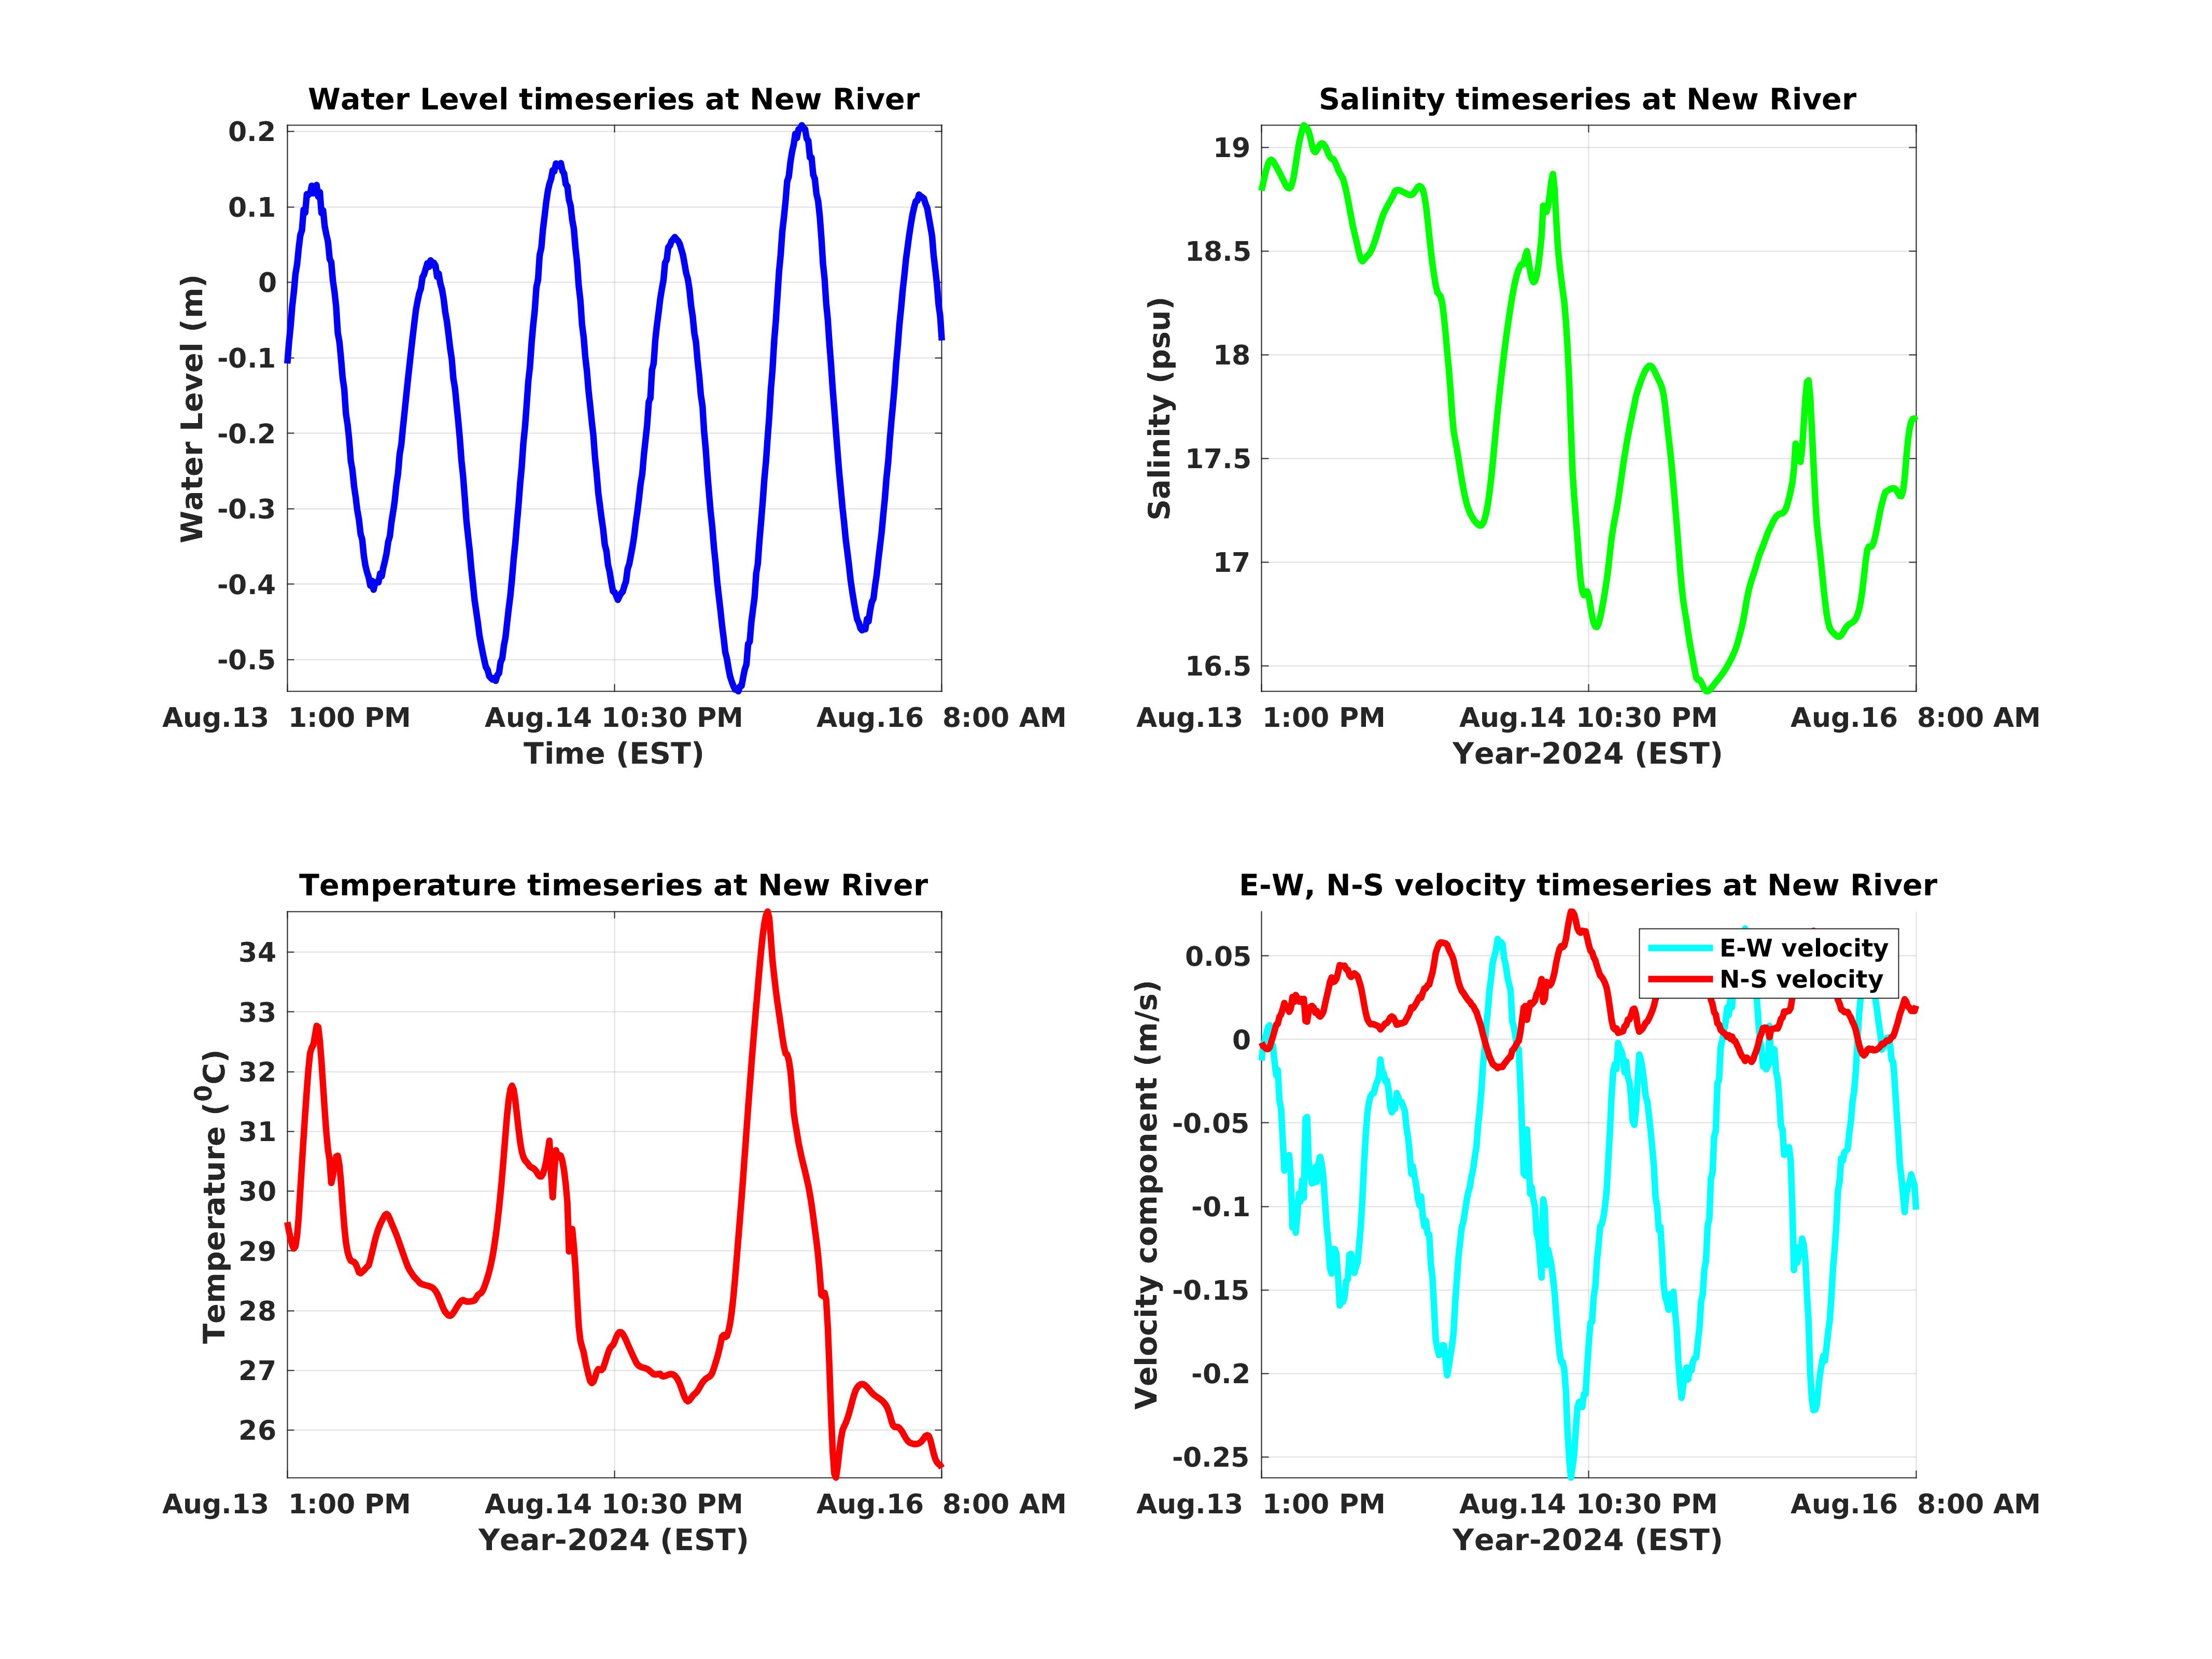 Water Level timeseries at New River
0.2
0.1
0
-0.1
-0.2
-0.3
-0.4
-0.5
Water Level (m)
Aug.13 1:00 PM Aug.14 10:30 PM Aug.16 8:00 AM
Time (EST)
Salinity timeseries at New River
19
18.5
18
17.5
17
16.5
Salinity (psu)
Aug.13 1:00 PM Aug.14 10:30 PM Aug.16 8:00 AM
Year-2024 (EST)
Temperature timeseries at New River
34
33
32
31
30
29
28
27
26
Temperature (⁰C)
Aug.13 1:00 PM Aug.14 10:30 PM Aug.16 8:00 AM
Year-2024 (EST)
E-W, N-S velocity timeseries at New River
E-W velocity
N-S velocity
0.05
0
-0.05
-0.1
-0.15
-0.2
-0.25
Velocity component (m/s)
Aug.13 1:00 PM Aug.14 10:30 PM Aug.16 8:00 AM
Year-2024 (EST)